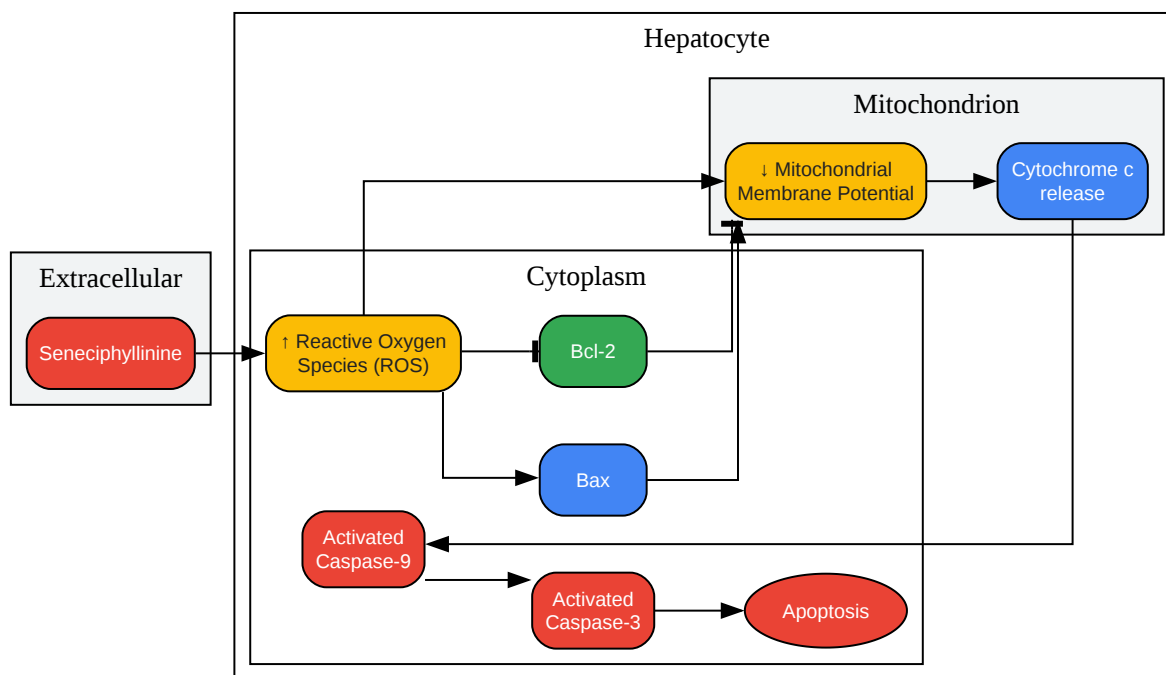 Hepatocyte
Mitochondrion
↓ Mitochondrial
Membrane Potential
Cytochrome c
release
Extracellular
Seneciphyllinine
Cytoplasm
↑ Reactive Oxygen
Species (ROS)
Bcl-2
Bax
Activated
Caspase-9
Activated
Caspase-3
Apoptosis